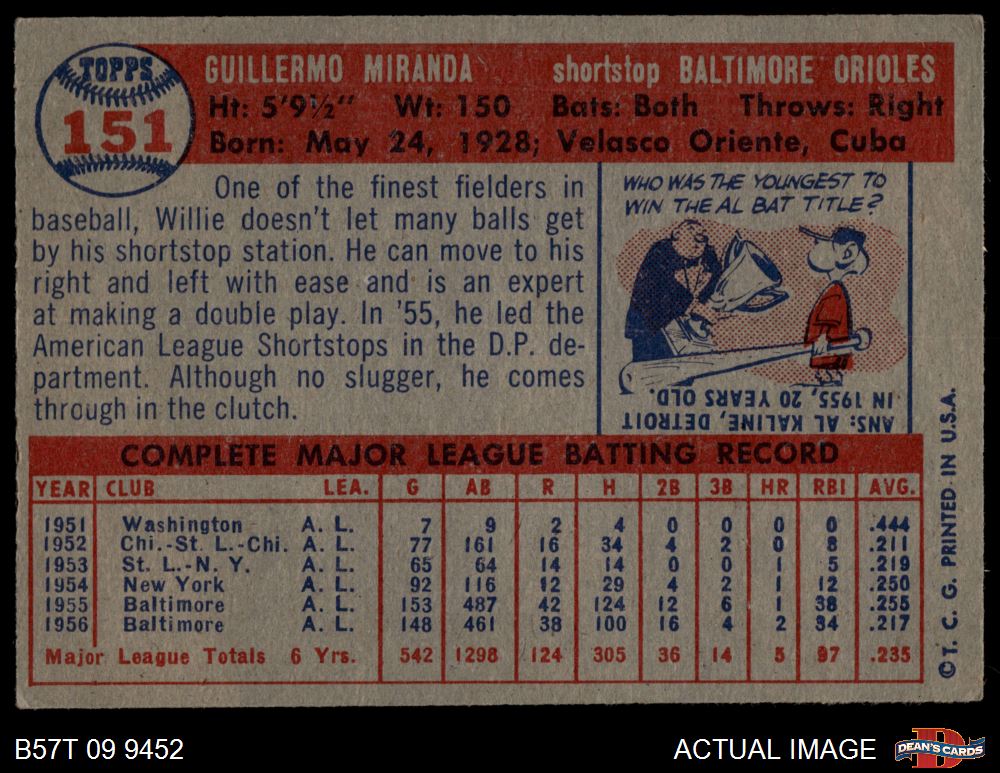 TOPPS
151
GUILLERMO MIRANDA shortstop BALTIMORE ORIOLES
Ht: 5'9½" Wt: 150 Bats: Both Throws: Right
Born: May 24, 1928; Velasco Oriente, Cuba
One of the finest fielders in
baseball, Willie doesn't let many balls get
by his shortstop station. He can move to his
right and left with ease and is an expert
at making a double play. In '55, he led the
American League Shortstops in the D.P. de-
partment. Although no slugger, he comes
through in the clutch.
WHO WAS THE YOUNGEST TO
WIN THE AL BAT TITLE?
ANS: AL KALINE, DETROIT
IN 1955, 20 YEARS OLD.
COMPLETE MAJOR LEAGUE BATTING RECORD
YEAR CLUB LEA. G AB R H 2B 3B HR RBI AVG.
1951 Washington A. L. 7 9 2 4 0 0 0 0 .444
1952 Chi.-St. L.-Chi. A. L. 77 161 16 34 4 2 0 8 .211
1953 St. L.-N. Y. A. L. 65 64 14 14 0 0 1 5 .219
1954 New York A. L. 92 116 12 29 4 2 1 12 .250
1955 Baltimore A. L. 153 487 42 124 12 6 1 38 .255
1956 Baltimore A. L. 148 461 38 100 16 4 2 34 .217
Major League Totals 6 Yrs. 542 1298 124 305 36 14 5 97 .235
©T. C. G. PRINTED IN U.S.A.
B57T 09 9452
ACTUAL IMAGE
D
DEAN'S CARDS